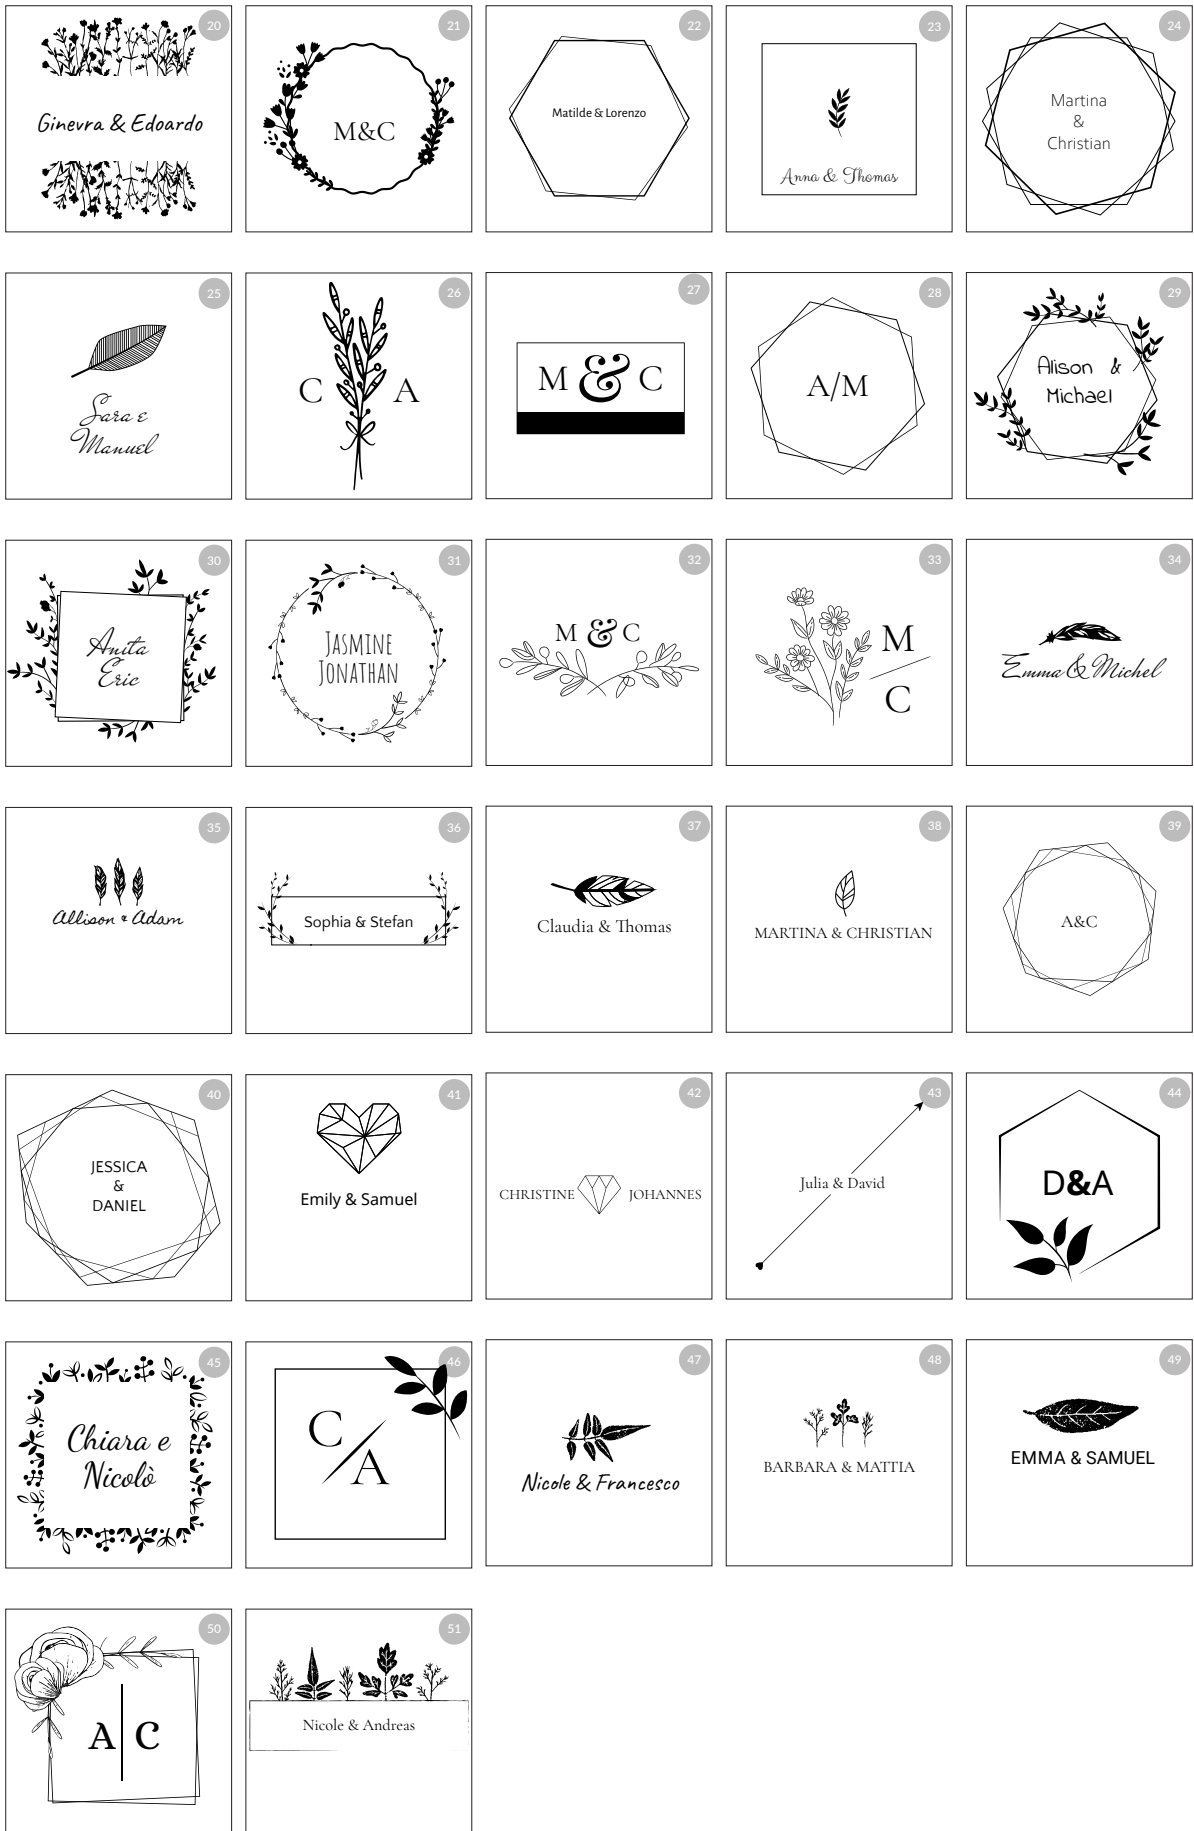 20
Ginevra & Edoardo
21
M&C
22
Matilde & Lorenzo
23
Anna & Thomas
24
Martina
&
Christian
25
Sara e
Manuel
26
C A
27
M & C
28
A/M
29
Alison &
Michael
30
Anita
Eric
31
JASMINE
JONATHAN
32
M & C
33
M
C
34
Emma & Michel
35
Allison & Adam
36
Sophia & Stefan
37
Claudia & Thomas
38
MARTINA & CHRISTIAN
39
A&C
40
JESSICA
&
DANIEL
41
Emily & Samuel
42
CHRISTINE JOHANNES
43
Julia & David
44
D&A
45
Chiara e
Nicolò
46
C/A
47
Nicole & Francesco
48
BARBARA & MATTIA
49
EMMA & SAMUEL
50
A|C
51
Nicole & Andreas